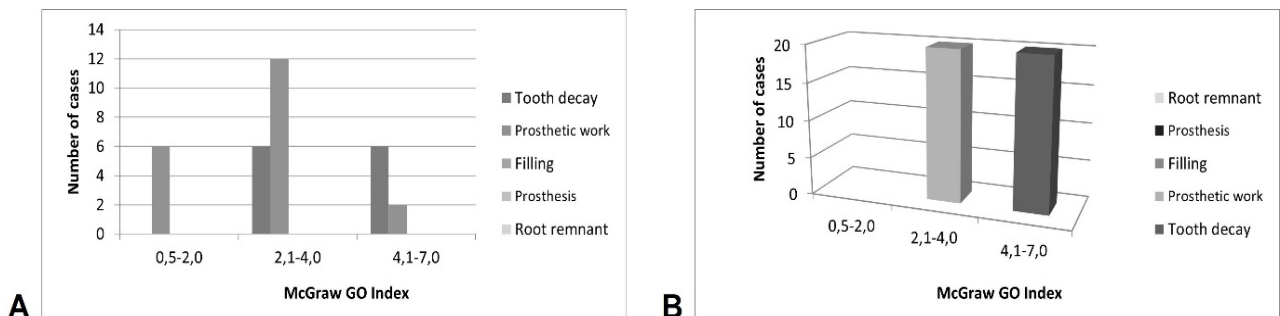 14
12
10
8
6
4
2
0
Number of cases
0,5-2,0
2,1-4,0
4,1-7,0
McGraw GO Index
Tooth decay
Prosthetic work
Filling
Prosthesis
Root remnant
A
20
15
10
5
0
Number of cases
0,5-2,0
2,1-4,0
4,1-7,0
McGraw GO Index
Root remnant
Prosthesis
Filling
Prosthetic work
Tooth decay
B